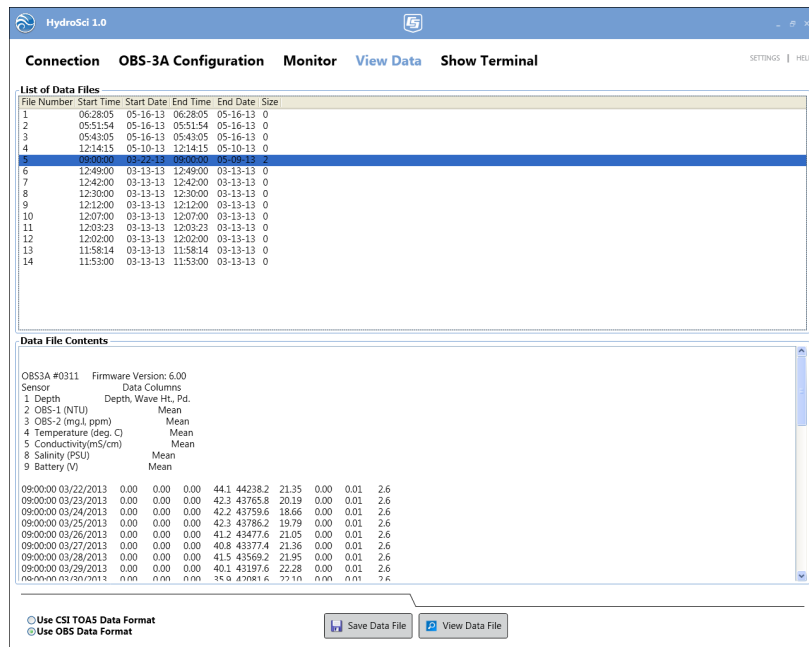 HydroSci 1.0
Connection OBS-3A Configuration Monitor View Data Show Terminal SETTINGS | HEL
List of Data Files
File Number Start Time Start Date End Time End Date Size
1 06:28:05 05-16-13 06:28:05 05-16-13 0
2 05:51:54 05-16-13 05:51:54 05-16-13 0
3 05:43:05 05-16-13 05:43:05 05-16-13 0
4 12:14:15 05-10-13 12:14:15 05-10-13 0
5 09:00:00 03-22-13 09:00:00 05-09-13 2
6 12:49:00 03-13-13 12:49:00 03-13-13 0
7 12:42:00 03-13-13 12:42:00 03-13-13 0
8 12:30:00 03-13-13 12:30:00 03-13-13 0
9 12:12:00 03-13-13 12:12:00 03-13-13 0
10 12:07:00 03-13-13 12:07:00 03-13-13 0
11 12:03:23 03-13-13 12:03:23 03-13-13 0
12 12:02:00 03-13-13 12:02:00 03-13-13 0
13 11:58:14 03-13-13 11:58:14 03-13-13 0
14 11:53:00 03-13-13 11:53:00 03-13-13 0
Data File Contents
OBS3A #0311 Firmware Version: 6.00
Sensor Data Columns
1 Depth Depth, Wave Ht., Pd.
2 OBS-1 (NTU) Mean
3 OBS-2 (mg.l, ppm) Mean
4 Temperature (deg. C) Mean
5 Conductivity(mS/cm) Mean
8 Salinity (PSU) Mean
9 Battery (V) Mean
09:00:00 03/22/2013 0.00 0.00 0.00 44.1 44238.2 21.35 0.00 0.01 2.6
09:00:00 03/23/2013 0.00 0.00 0.00 42.3 43765.8 20.19 0.00 0.01 2.6
09:00:00 03/24/2013 0.00 0.00 0.00 42.2 43759.6 18.66 0.00 0.01 2.6
09:00:00 03/25/2013 0.00 0.00 0.00 42.3 43786.2 19.79 0.00 0.01 2.6
09:00:00 03/26/2013 0.00 0.00 0.00 41.2 43477.6 21.05 0.00 0.01 2.6
09:00:00 03/27/2013 0.00 0.00 0.00 40.8 43377.4 21.36 0.00 0.01 2.6
09:00:00 03/28/2013 0.00 0.00 0.00 41.5 43569.2 21.95 0.00 0.01 2.6
09:00:00 03/29/2013 0.00 0.00 0.00 40.1 43197.6 22.28 0.00 0.01 2.6
09:00:00 03/30/2013 0.00 0.00 0.00 35.9 42081.6 22.10 0.00 0.01 2.6
Use CSI TOA5 Data Format
Use OBS Data Format
Save Data File View Data File